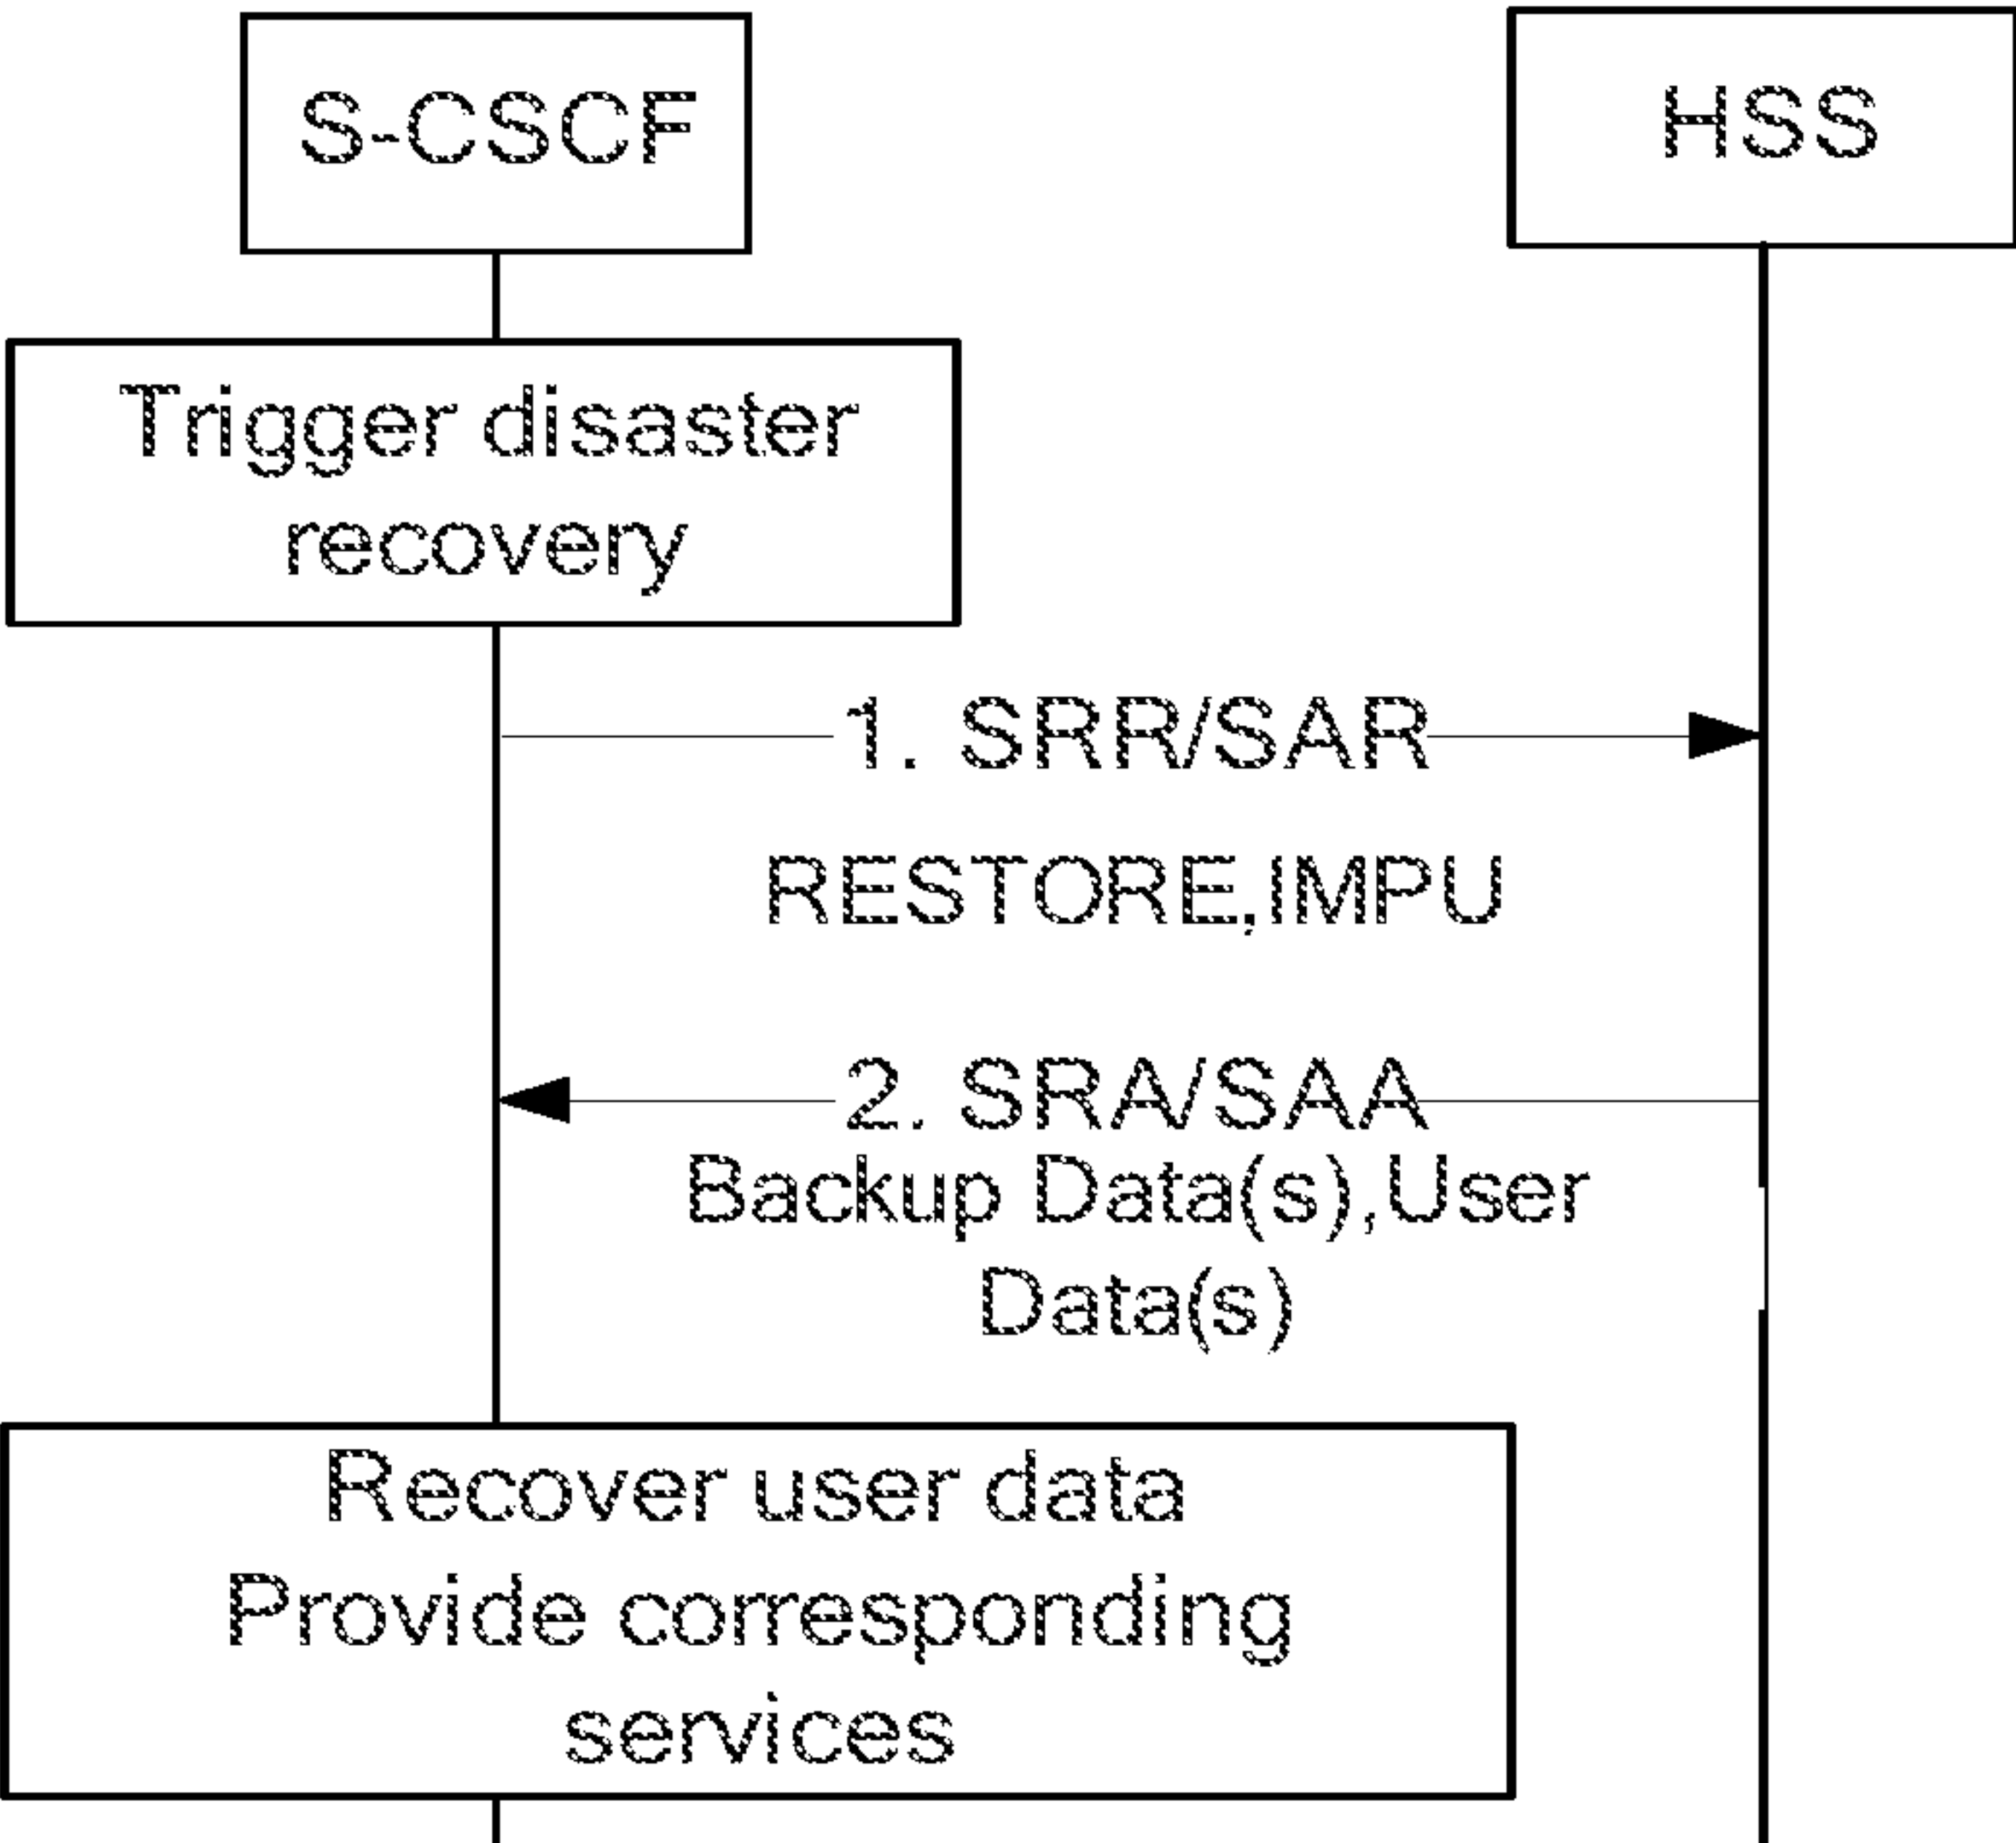 S-CSCF
HSS
Trigger disaster
recovery
1. SRR/SAR
RESTORE,IMPU
2. SRA/SAA
Backup Data(s),User
Data(s)
Recover user data
Provide corresponding
services